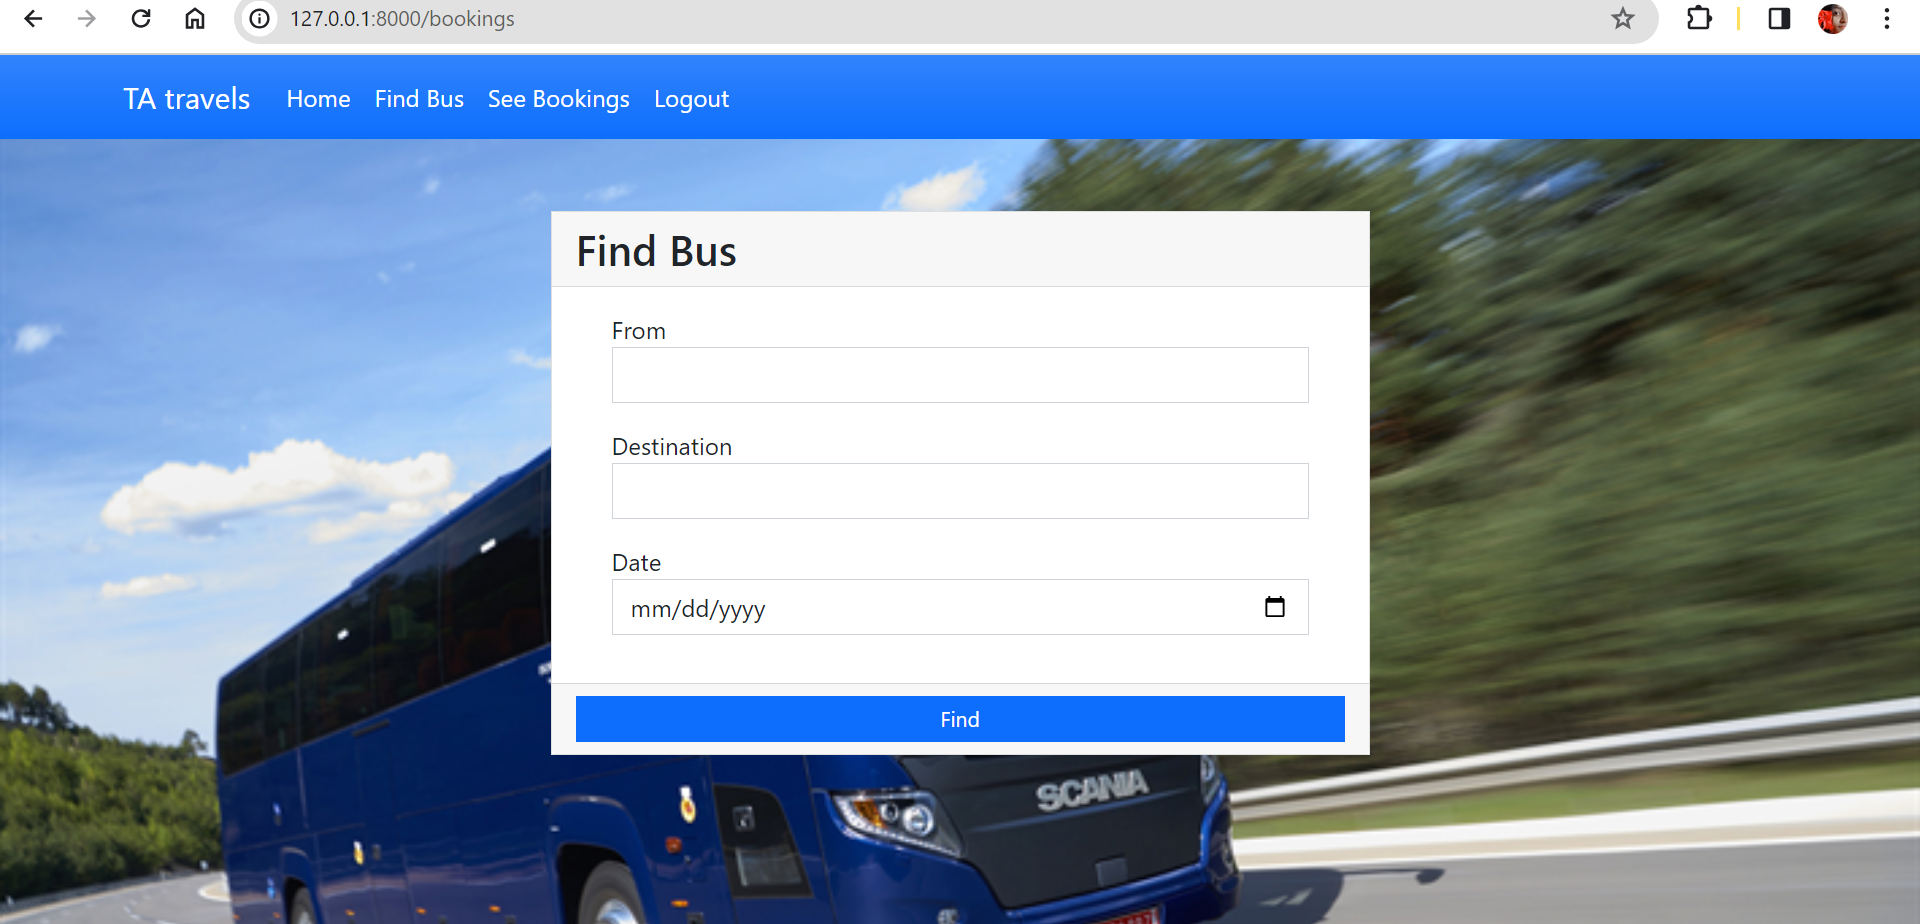 127.0.0.1:8000/bookings
TA travels Home Find Bus See Bookings Logout
Find Bus
From
Destination
Date
mm/dd/yyyy
Find
SCANIA